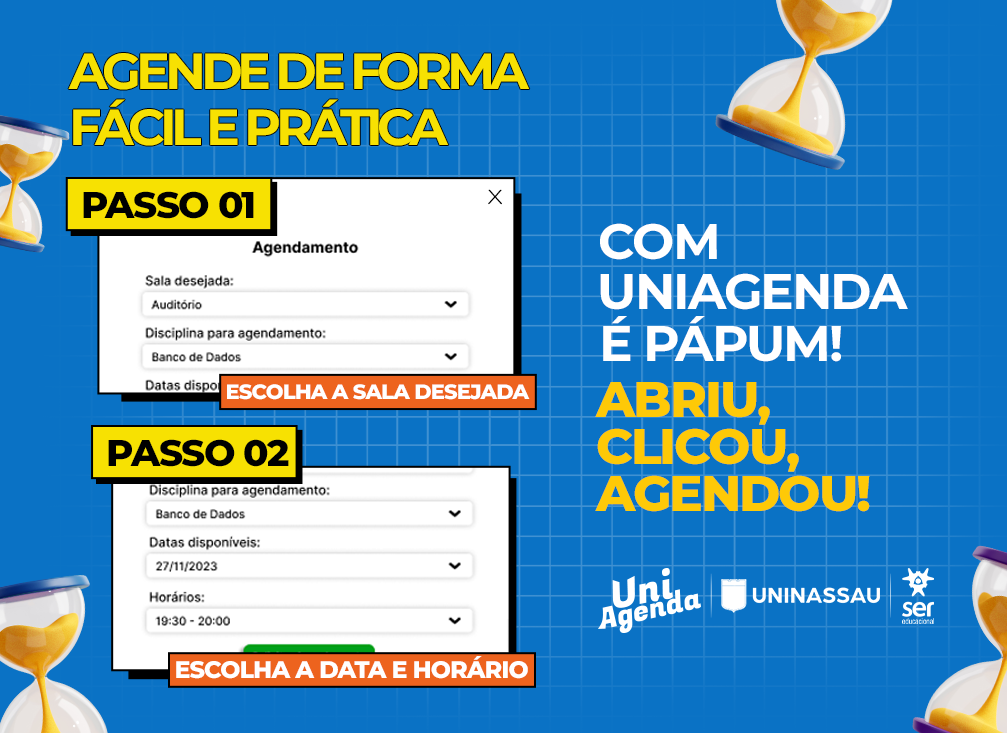 AGENDE DE FORMA
FÁCIL E PRÁTICA
PASSO 01
Agendamento
Sala desejada:
Auditório
Disciplina para agendamento:
Banco de Dados
Datas dispo
ESCOLHA A SALA DESEJADA
PASSO 02
Disciplina para agendamento:
Banco de Dados
Datas disponíveis:
27/11/2023
Horários:
19:30 - 20:00
ESCOLHA A DATA E HORÁRIO
COM
UNIAGENDA
É PÁPUM!
ABRIU,
CLICOU,
AGENDOU!
Uni
Agenda
UNINASSAU
ser
educacional